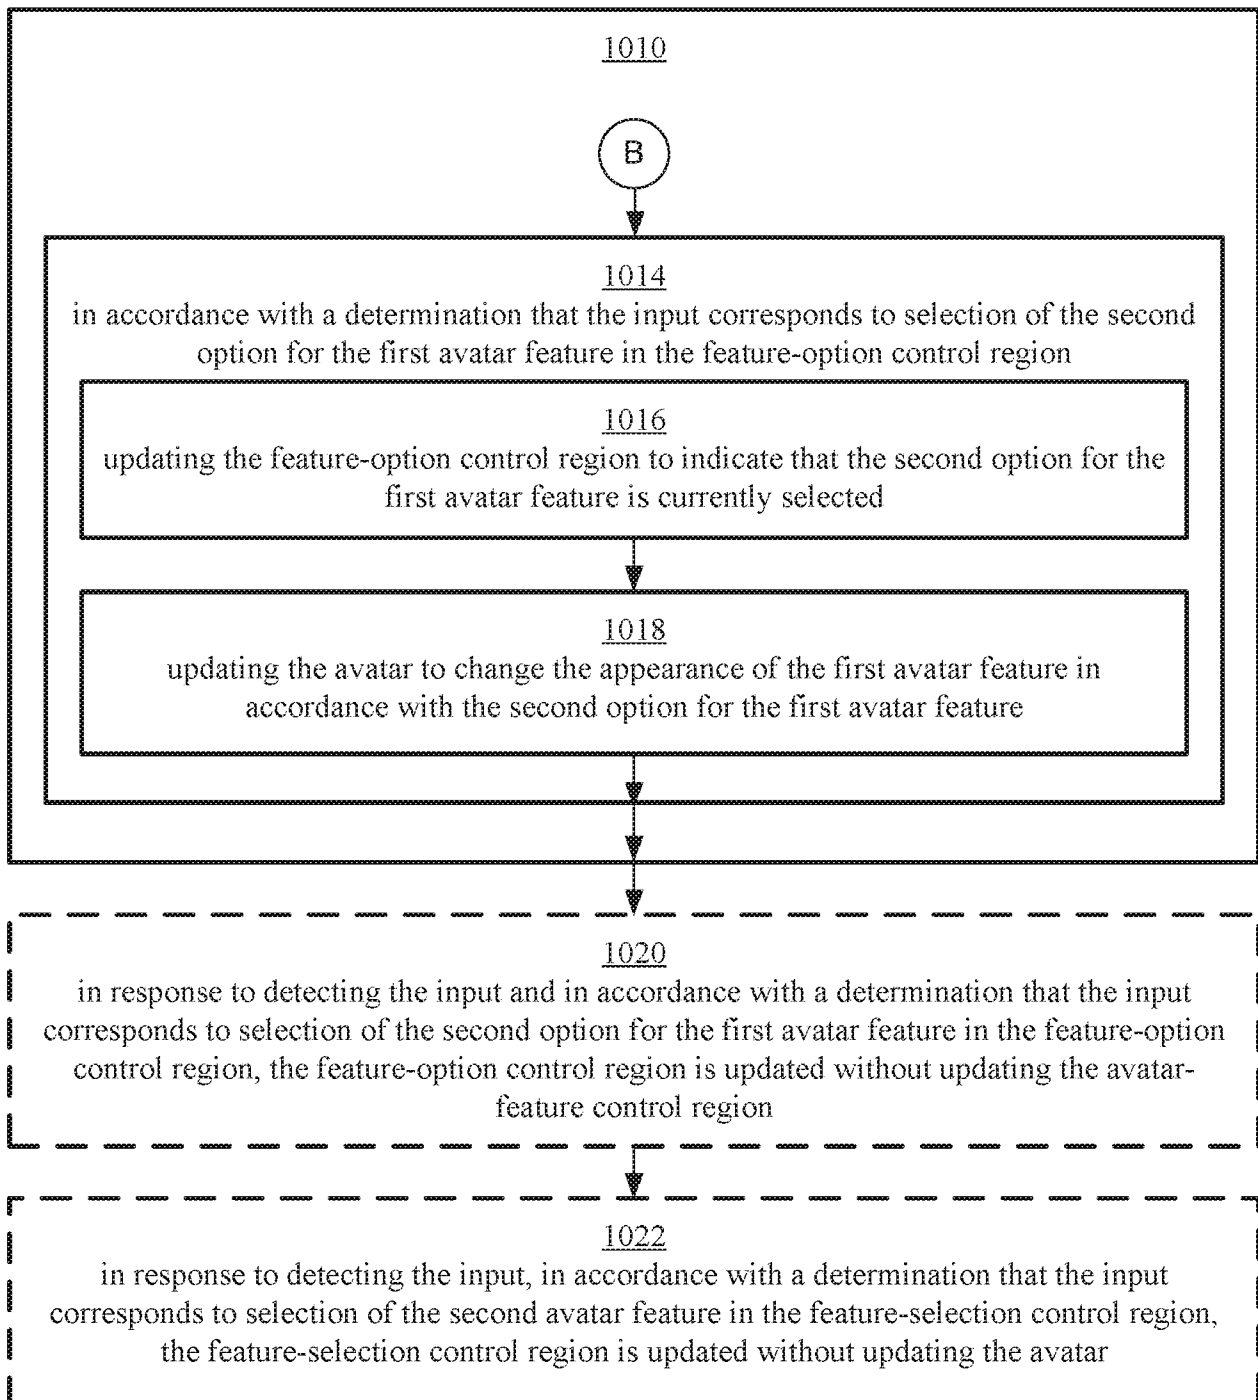 1010
B
1014
in accordance with a determination that the input corresponds to selection of the second
option for the first avatar feature in the feature-option control region
1016
updating the feature-option control region to indicate that the second option for the
first avatar feature is currently selected
1018
updating the avatar to change the appearance of the first avatar feature in
accordance with the second option for the first avatar feature
1020
in response to detecting the input and in accordance with a determination that the input
corresponds to selection of the second option for the first avatar feature in the feature-option
control region, the feature-option control region is updated without updating the avatar-
feature control region
1022
in response to detecting the input, in accordance with a determination that the input
corresponds to selection of the second avatar feature in the feature-selection control region,
the feature-selection control region is updated without updating the avatar